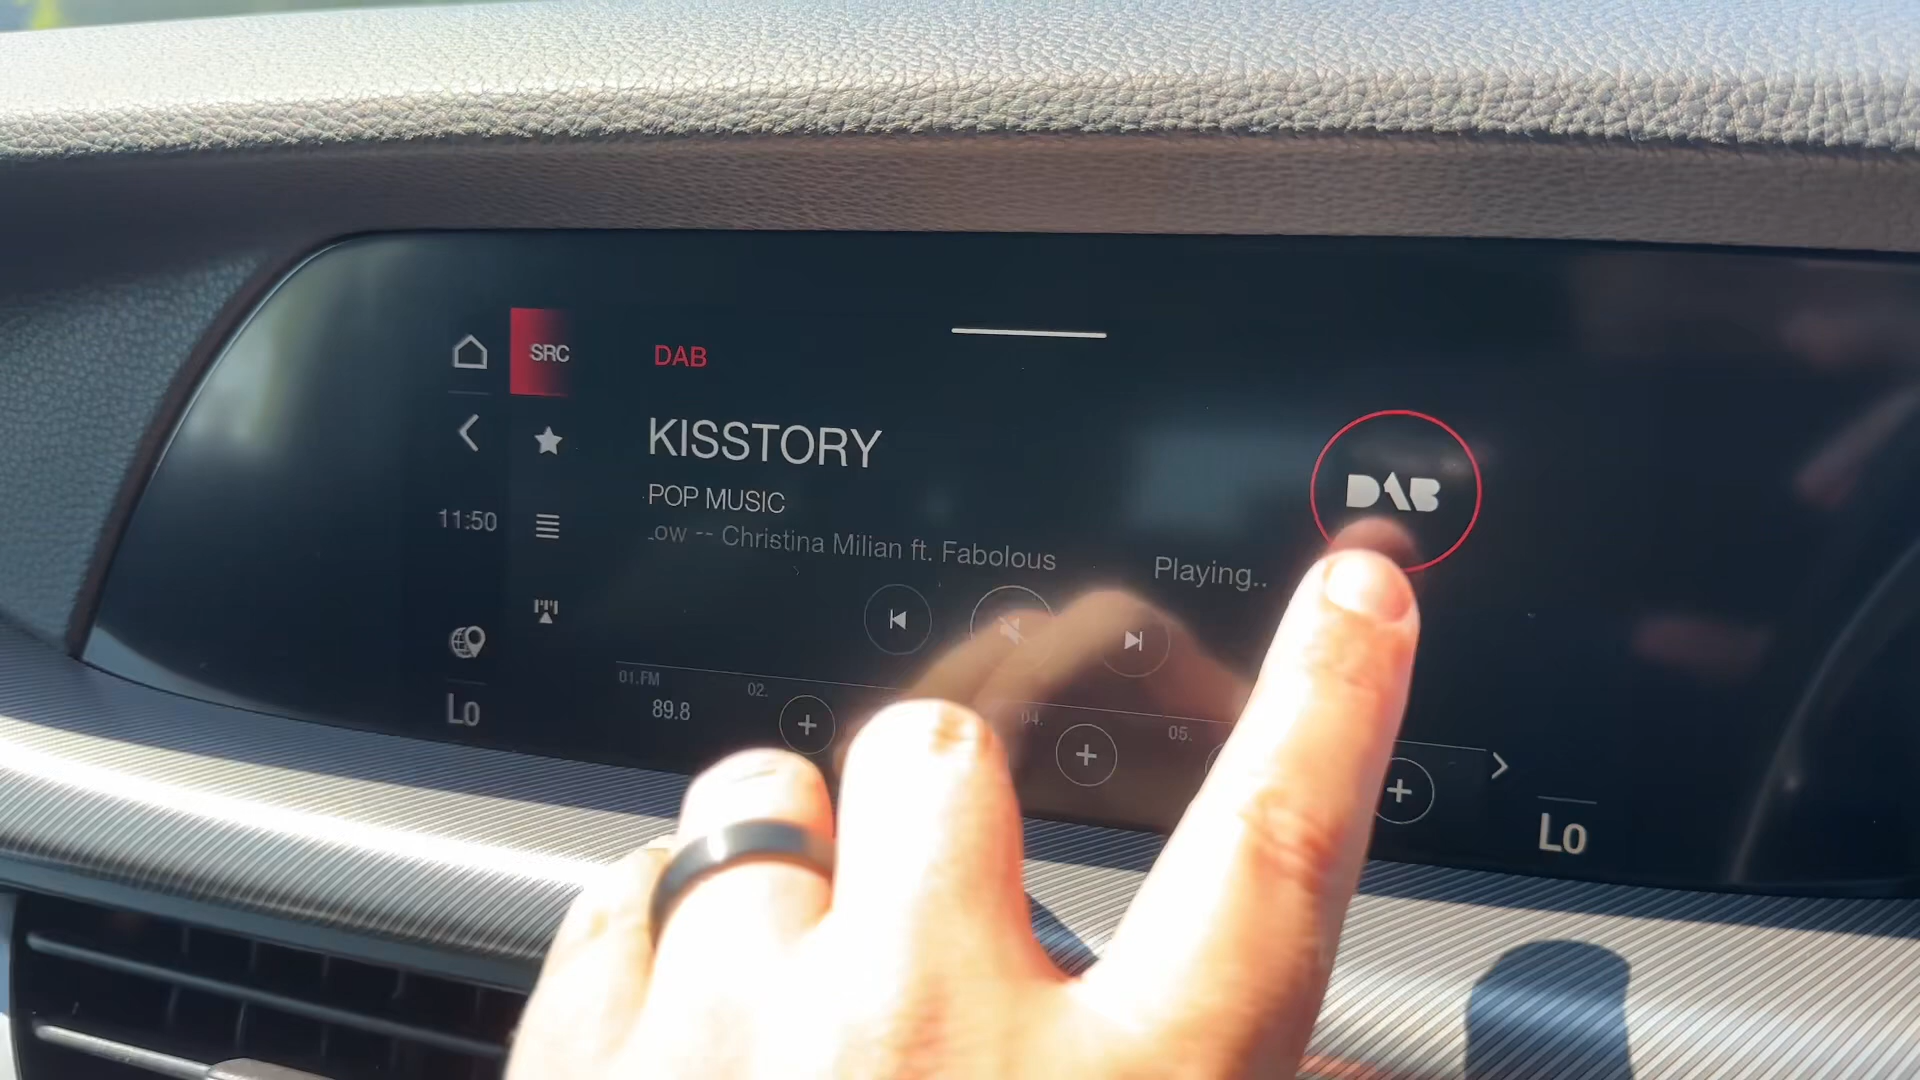 SRC
DAB
KISSTORY
DAB
POP MUSIC
11:50
Christina Milian ft. Fabolous
Playing..
01.FM
02.
04.
05.
89.8
Lo
Lo